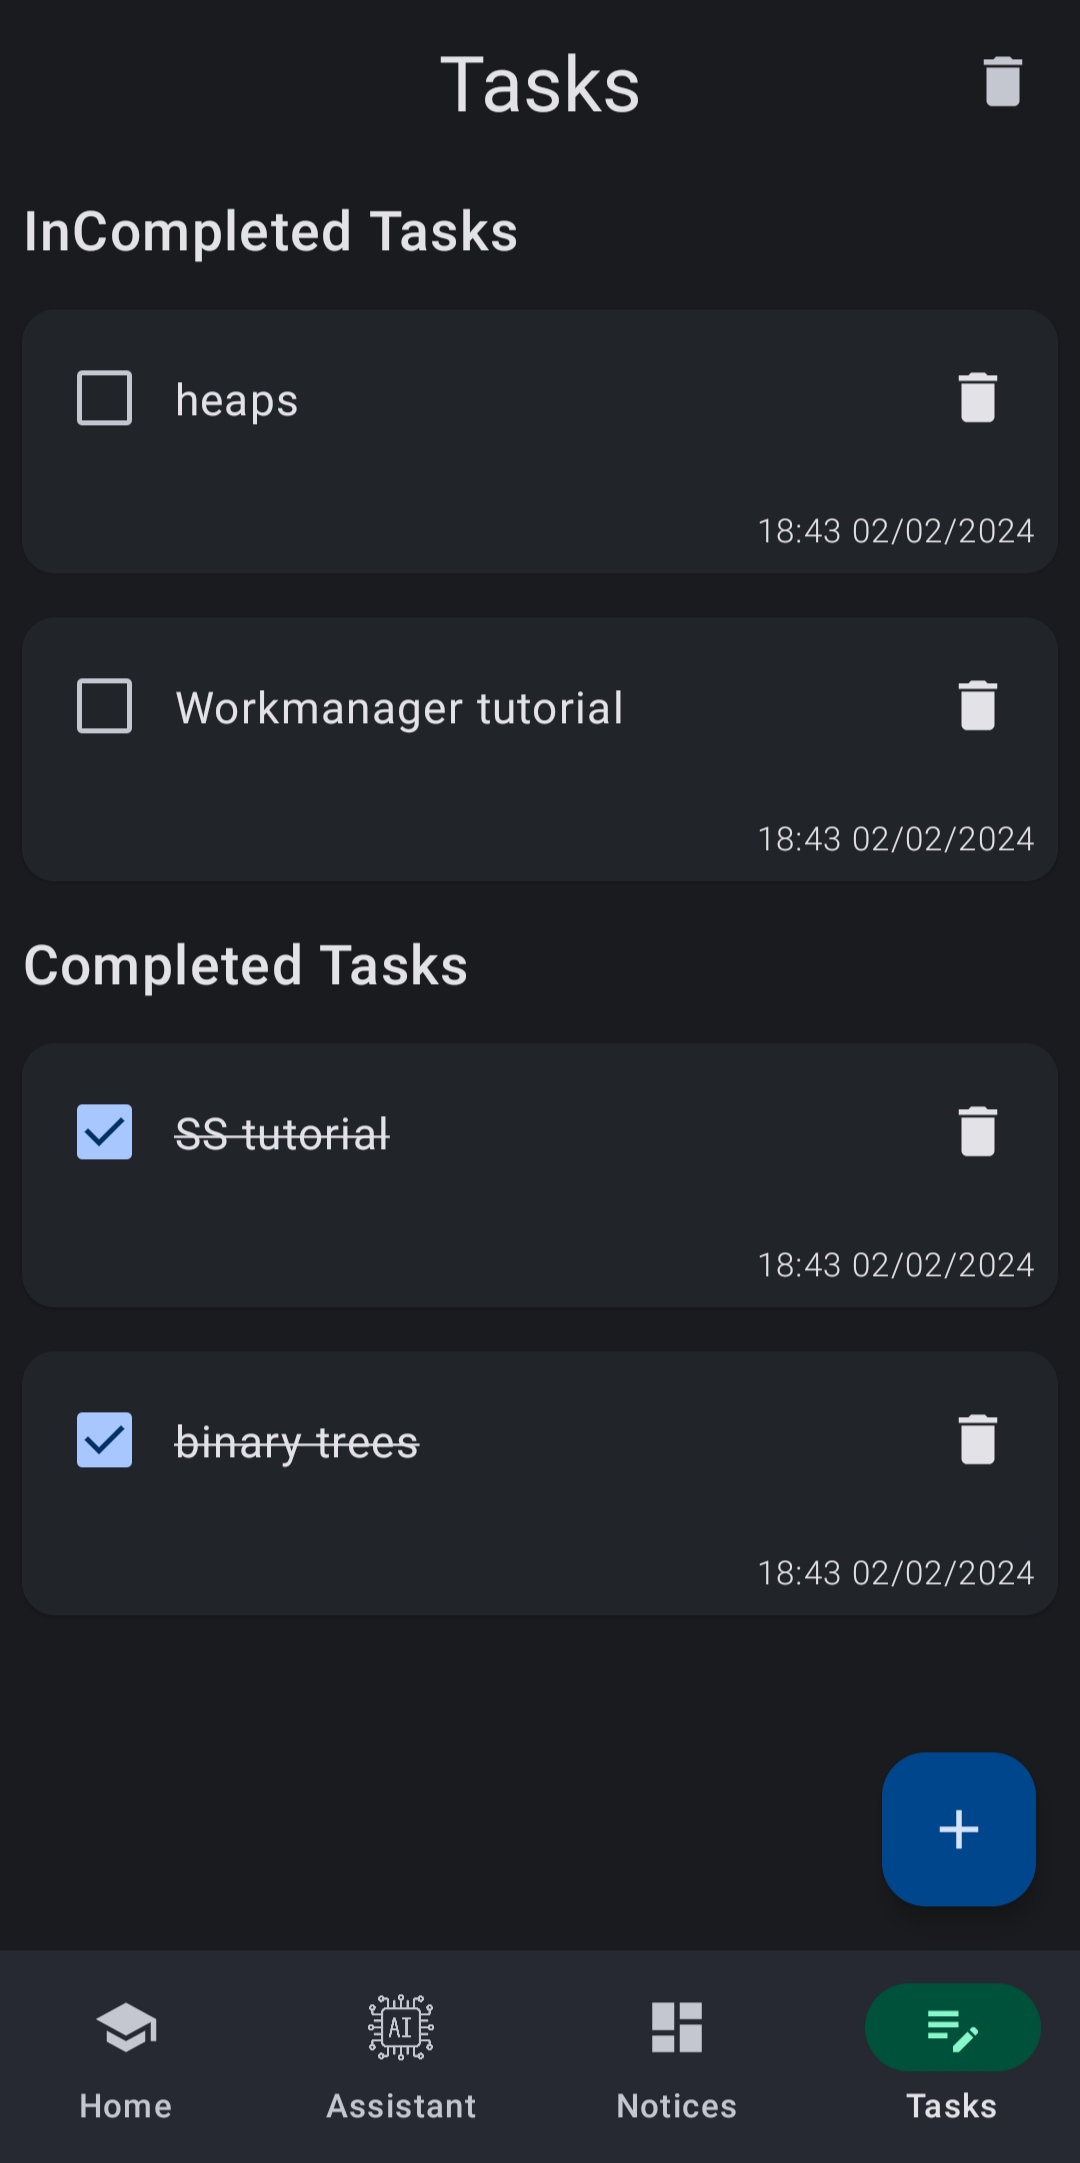 Tasks
InCompleted Tasks
heaps
18:43 02/02/2024
Workmanager tutorial
18:43 02/02/2024
Completed Tasks
SS tutorial
18:43 02/02/2024
binary trees
18:43 02/02/2024
AI
Home Assistant Notices Tasks